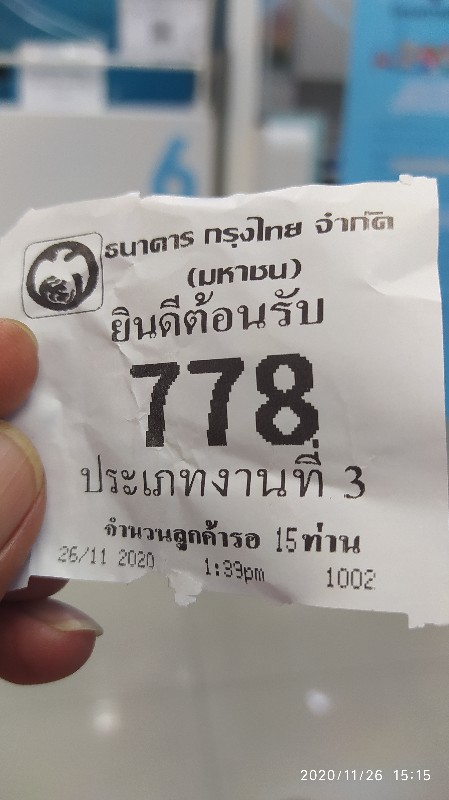 6
ธนาคาร กรุงไทย จำกัด
(มหาชน)
ยินดีต้อนรับ
778
ประเภทงานที่ 3
จำนวนลูกค้ารอ 15 ท่าน
26/11 2020 1:39pm 1002
2020/11/26 15:15